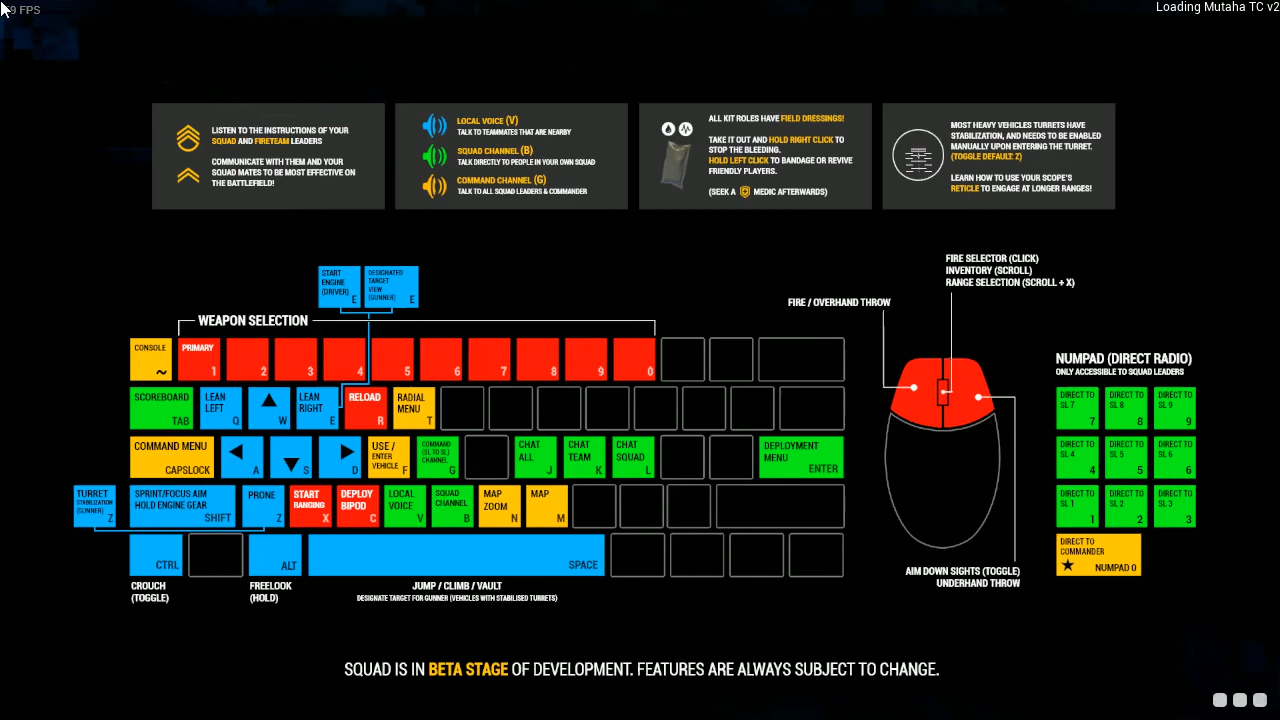 9 FPS
Loading Mutaha TC v2
LISTEN TO THE INSTRUCTIONS OF YOUR
SQUAD AND FIRETEAM LEADERS
COMMUNICATE WITH THEM AND YOUR
SQUAD MATES TO BE MOST EFFECTIVE ON
THE BATTLEFIELD!
LOCAL VOICE (V)
TALK TO TEAMMATES THAT ARE NEARBY
SQUAD CHANNEL (B)
TALK DIRECTLY TO PEOPLE IN YOUR OWN SQUAD
COMMAND CHANNEL (G)
TALK TO ALL SQUAD LEADERS & COMMANDER
ALL KIT ROLES HAVE FIELD DRESSINGS!
TAKE IT OUT AND HOLD RIGHT CLICK TO
STOP THE BLEEDING.
HOLD LEFT CLICK TO BANDAGE OR REVIVE
FRIENDLY PLAYERS.
(SEEK A MEDIC AFTERWARDS)
MOST HEAVY VEHICLES TURRETS HAVE
STABILIZATION, AND NEEDS TO BE ENABLED
MANUALLY UPON ENTERING THE TURRET.
(TOGGLE DEFAULT: Z)
LEARN HOW TO USE YOUR SCOPE'S
RETICLE TO ENGAGE AT LONGER RANGES!
START
ENGINE
(DRIVER)
E
DESIGNATED
TARGET
VIEW
(GUNNER)
E
WEAPON SELECTION
CONSOLE
~
PRIMARY
1
2
3
4
5
6
7
8
9
0
SCOREBOARD
TAB
LEAN
LEFT
Q
W
LEAN
RIGHT
E
RELOAD
R
RADIAL
MENU
T
COMMAND MENU
CAPSLOCK
A
S
D
USE /
ENTER
VEHICLE
F
COMMAND
(SL TO SL)
CHANNEL
G
CHAT
ALL
J
CHAT
TEAM
K
CHAT
SQUAD
L
DEPLOYMENT
MENU
ENTER
TURRET
STABILIZATION
(GUNNER)
Z
SPRINT/FOCUS AIM
HOLD ENGINE GEAR
SHIFT
PRONE
Z
START
RANGING
X
DEPLOY
BIPOD
C
LOCAL
VOICE
V
SQUAD
CHANNEL
B
MAP
ZOOM
N
MAP
M
CTRL
ALT
SPACE
CROUCH
(TOGGLE)
FREELOOK
(HOLD)
JUMP / CLIMB / VAULT
DESIGNATE TARGET FOR GUNNER (VEHICLES WITH STABILISED TURRETS)
FIRE SELECTOR (CLICK)
INVENTORY (SCROLL)
RANGE SELECTION (SCROLL + X)
FIRE / OVERHAND THROW
AIM DOWN SIGHTS (TOGGLE)
UNDERHAND THROW
NUMPAD (DIRECT RADIO)
ONLY ACCESSIBLE TO SQUAD LEADERS
DIRECT TO
SL 7
7
DIRECT TO
SL 8
8
DIRECT TO
SL 9
9
DIRECT TO
SL 4
4
DIRECT TO
SL 5
5
DIRECT TO
SL 6
6
DIRECT TO
SL 1
1
DIRECT TO
SL 2
2
DIRECT TO
SL 3
3
DIRECT TO
COMMANDER
NUMPAD 0
SQUAD IS IN BETA STAGE OF DEVELOPMENT. FEATURES ARE ALWAYS SUBJECT TO CHANGE.